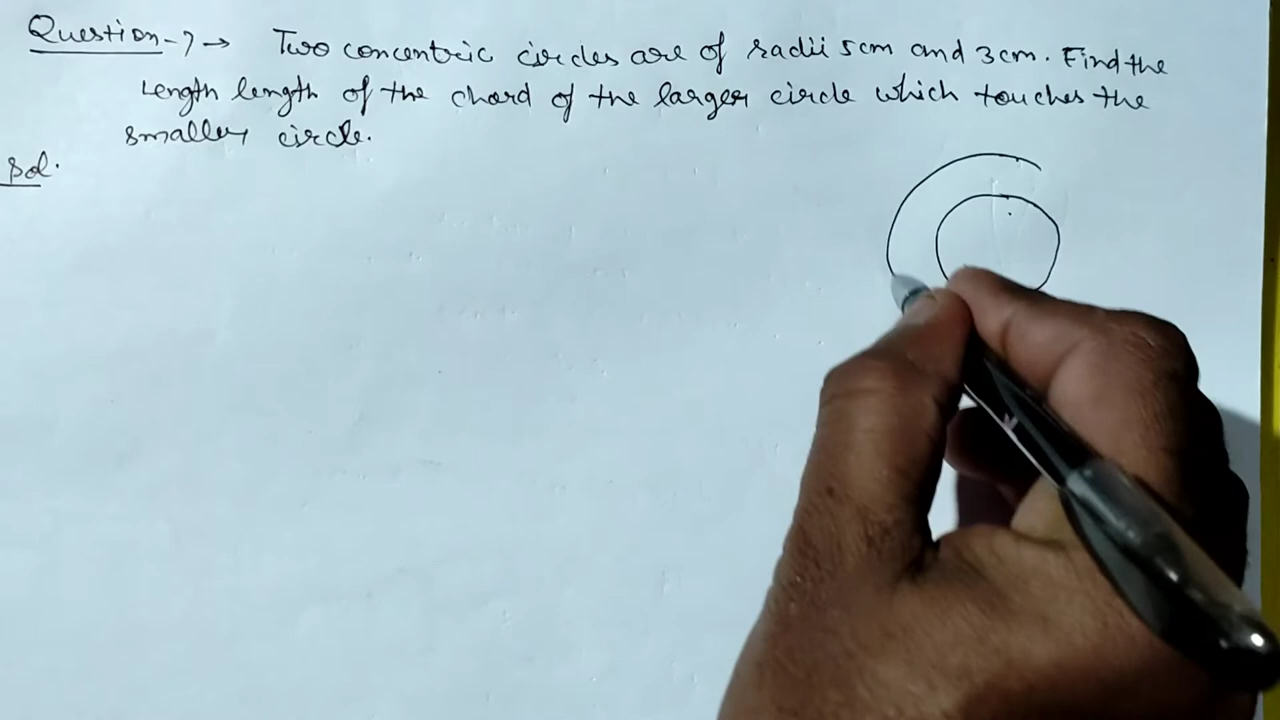 Question-7→ Two concentric circles are of radii 5cm and 3cm. Find the
Length length of the chord of the larger circle which touches the
smaller circle.
Sol.